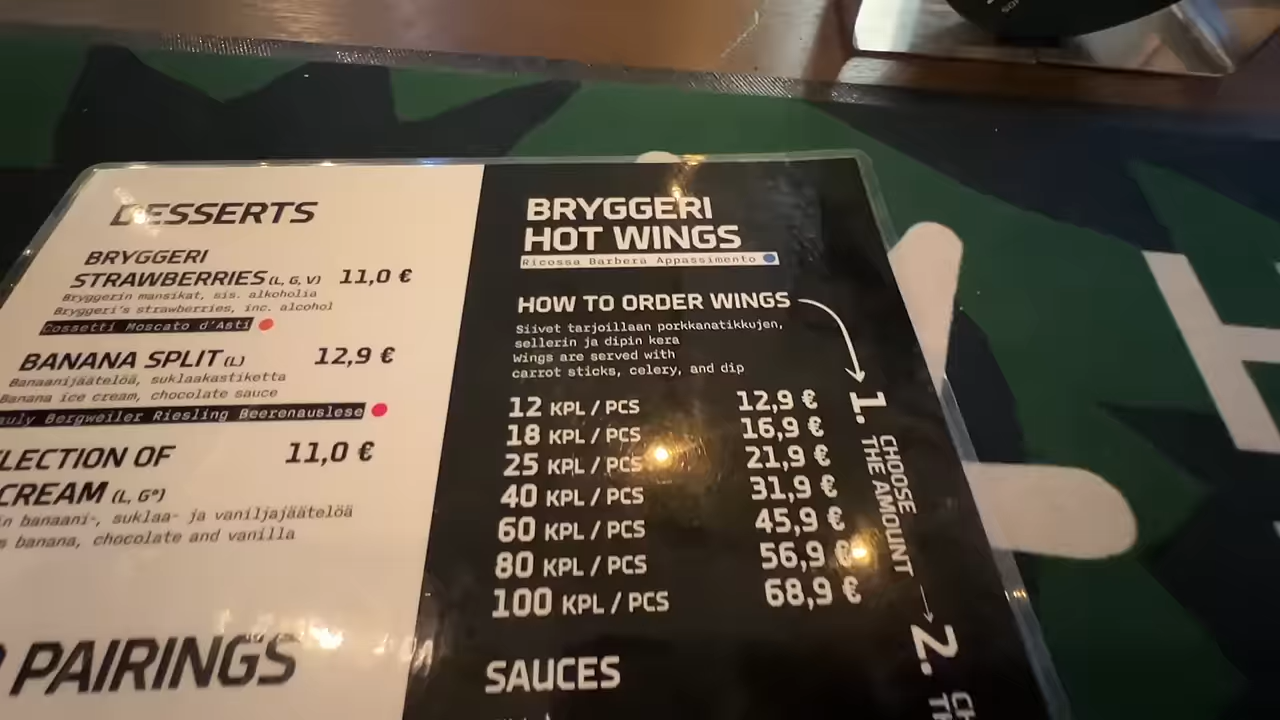 DESSERTS
BRYGGERI
STRAWBERRIES (L, G, V) 11,0 €
Bryggerin mansikat, sis. alkoholia
Bryggeri's strawberries, inc. alcohol
Cossetti Moscato d'Asti
BANANA SPLIT (L) 12,9 €
Banaanijäätelöä, suklaakastiketta
Banana ice cream, chocolate sauce
Bergweiler Riesling Beerenauslese
OF 11,0 €
CREAM (L, G*)
banaani-, suklaa- ja vaniljajäätelöä
banana, chocolate and vanilla
PAIRINGS
BRYGGERI
HOT WINGS
Ricossa Barbera Appassimento
HOW TO ORDER WINGS
Siivet tarjoillaan porkkanatikkujen,
sellerin ja dipin kera
Wings are served with
carrot sticks, celery, and dip
12 KPL / PCS 12,9 €
18 KPL / PCS 16,9 €
25 KPL / PCS 21,9 €
40 KPL / PCS 31,9 €
60 KPL / PCS 45,9 €
80 KPL / PCS 56,9 €
100 KPL / PCS 68,9 €
1. CHOOSE
THE AMOUNT
2.
SAUCES